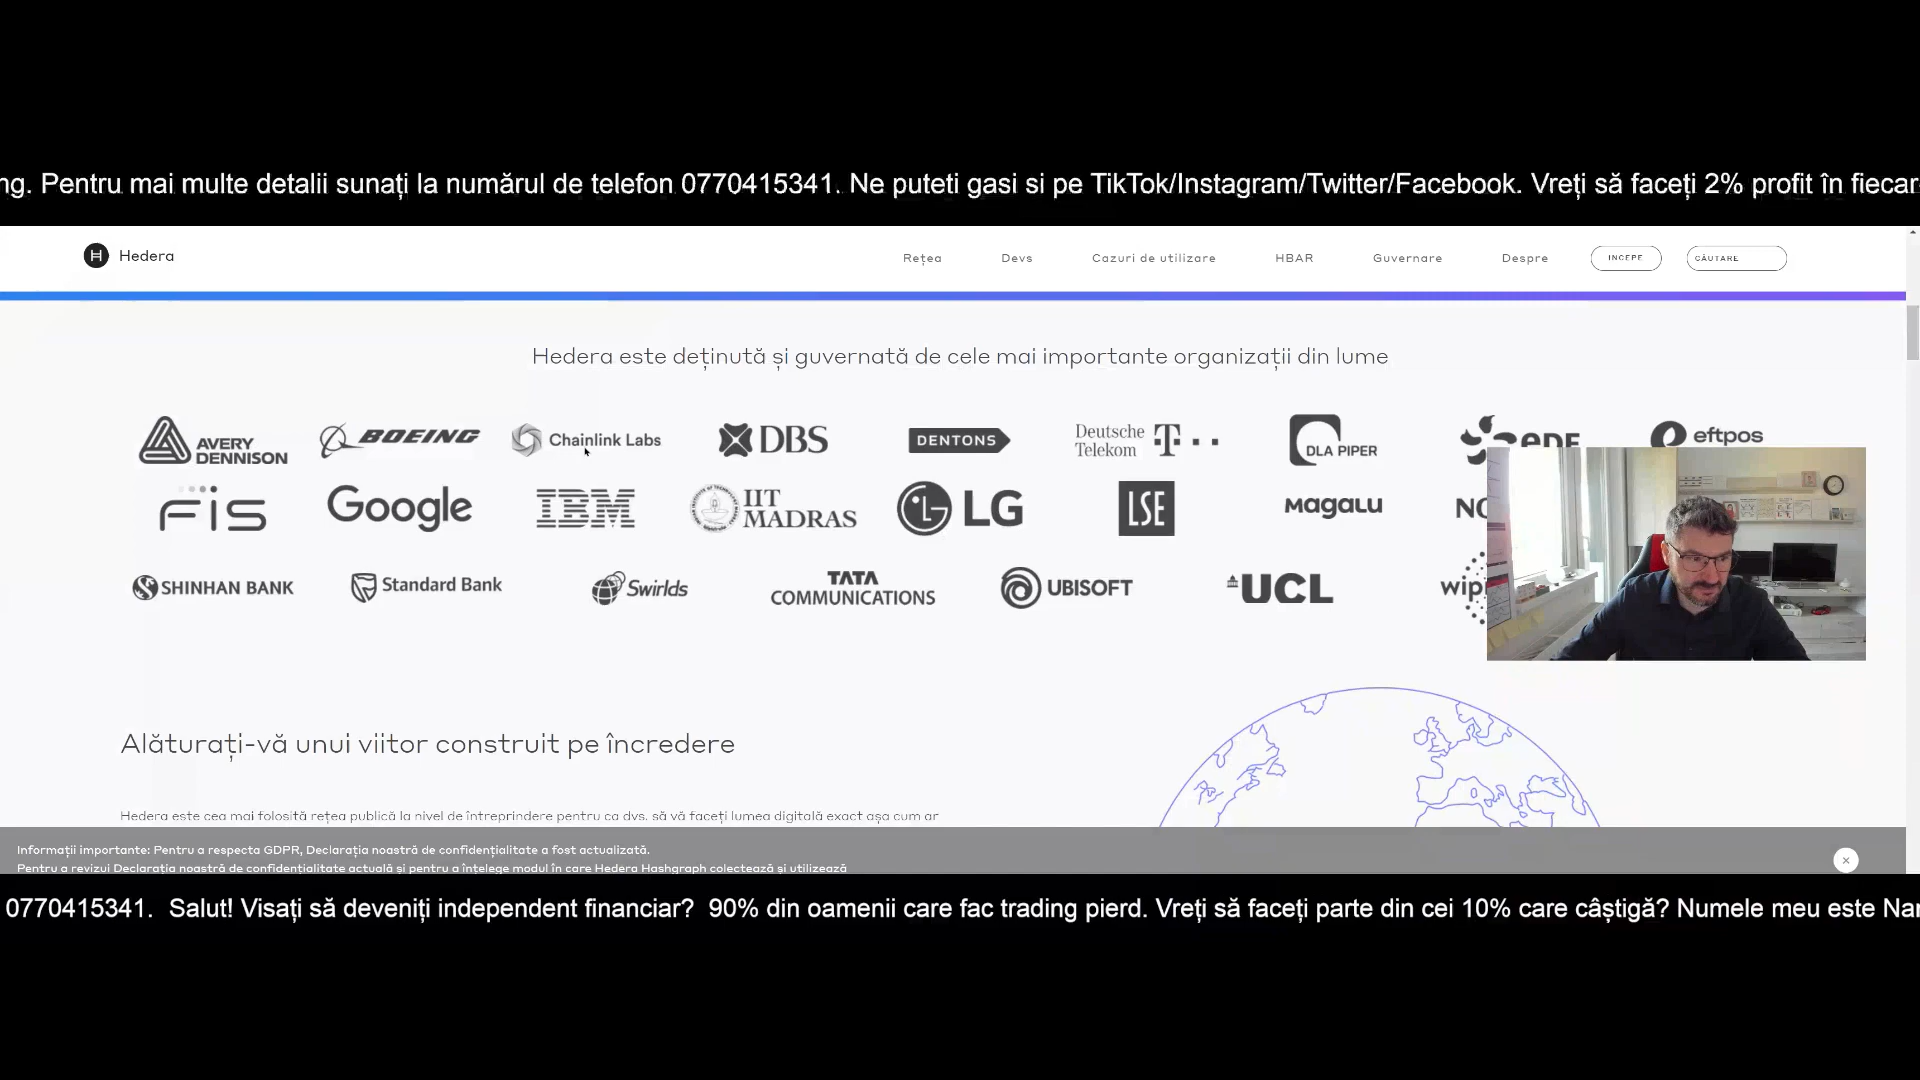 ng. Pentru mai multe detalii sunați la numărul de telefon 0770415341. Ne puteti gasi si pe TikTok/Instagram/Twitter/Facebook. Vreți să faceți 2% profit în fiecar
Hedera Rețea Devs Cazuri de utilizare HBAR Guvernare Despre INCEPE CĂUTARE
Hedera este deținută și guvernată de cele mai importante organizații din lume
AVERY DENNISON BOEING Chainlink Labs DBS DENTONS Deutsche Telekom T DLA PIPER eDF eftpos
FIS Google IBM IIT MADRAS LG LSE MagaLu NO
SHINHAN BANK Standard Bank Swirlds TATA COMMUNICATIONS UBISOFT UCL wip
Alăturați-vă unui viitor construit pe încredere
Hedera este cea mai folosită rețea publică la nivel de întreprindere pentru ca dvs. să vă faceți lumea digitală exact așa cum ar
Informații importante: Pentru a respecta GDPR, Declarația noastră de confidențialitate a fost actualizată.
Pentru a revizui Declarația noastră de confidențialitate actuală și pentru a înțelege modul în care Hedera Hashgraph colectează și utilizează
0770415341. Salut! Visați să deveniți independent financiar? 90% din oamenii care fac trading pierd. Vreți să faceți parte din cei 10% care câștigă? Numele meu este Nar